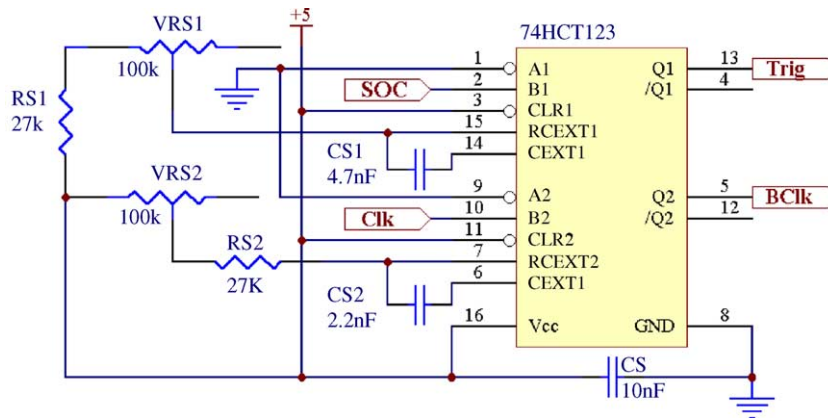 +5
VRS1
100k
RS1
27k
VRS2
100k
RS2
27K
74HCT123
SOC
Clk
CS1
4.7nF
CS2
2.2nF
1
2
3
15
14
9
10
11
7
6
16
A1
B1
CLR1
RCEXT1
CEXT1
A2
B2
CLR2
RCEXT2
CEXT1
Vcc
GND
Q1
/Q1
Q2
/Q2
13
4
5
12
8
Trig
BClk
CS
10nF